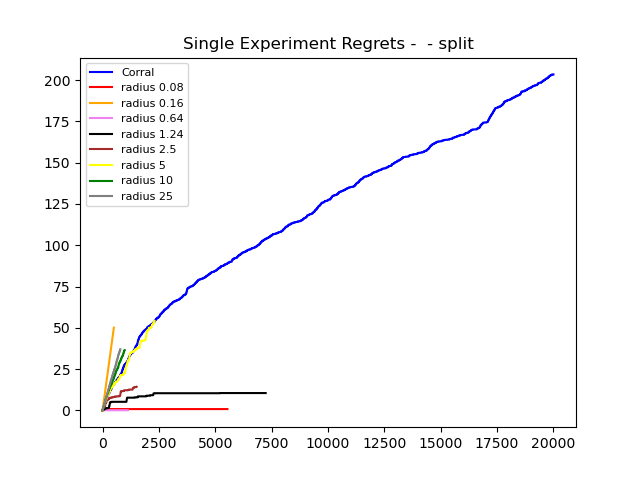 Single Experiment Regrets -  - split
Corral
radius 0.08
radius 0.16
radius 0.64
radius 1.24
radius 2.5
radius 5
radius 10
radius 25
200
175
150
125
100
75
50
25
0
0 2500 5000 7500 10000 12500 15000 17500 20000